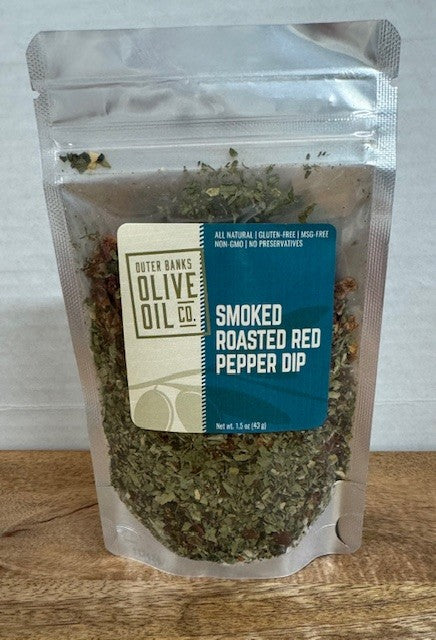 OUTER BANKS
OLIVE
OIL CO.
ALL NATURAL | GLUTEN-FREE | MSG-FREE
NON-GMO | NO PRESERVATIVES
SMOKED
ROASTED RED
PEPPER DIP
Net wt. 1.5 oz (43 g)